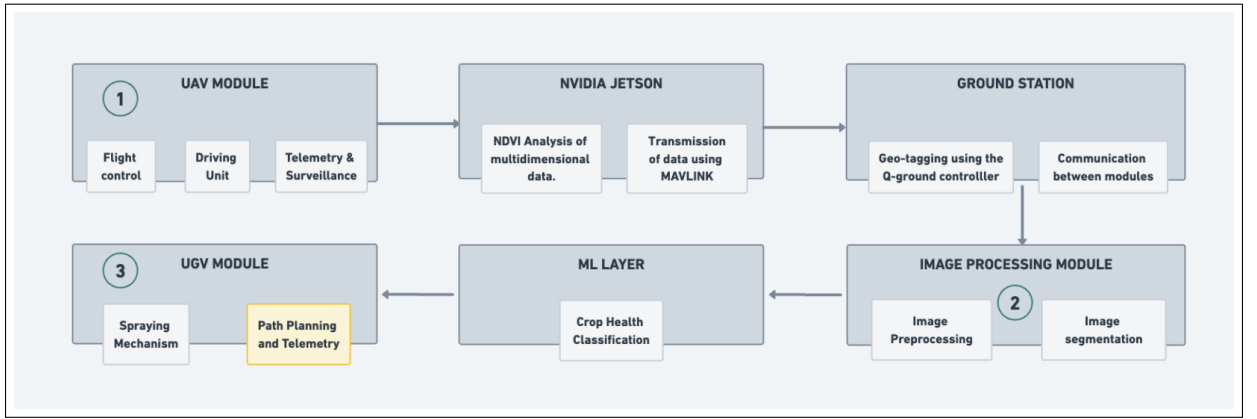 UAV MODULE
1
Flight
control
Driving
Unit
Telemetry &
Surveillance
NVIDIA JETSON
NDVI Analysis of
multidimensional
data.
Transmission
of data using
MAVLINK
GROUND STATION
Geo-tagging using the
Q-ground controlller
Communication
between modules
UGV MODULE
3
Spraying
Mechanism
Path Planning
and Telemetry
ML LAYER
Crop Health
Classification
IMAGE PROCESSING MODULE
2
Image
Preprocessing
Image
segmentation